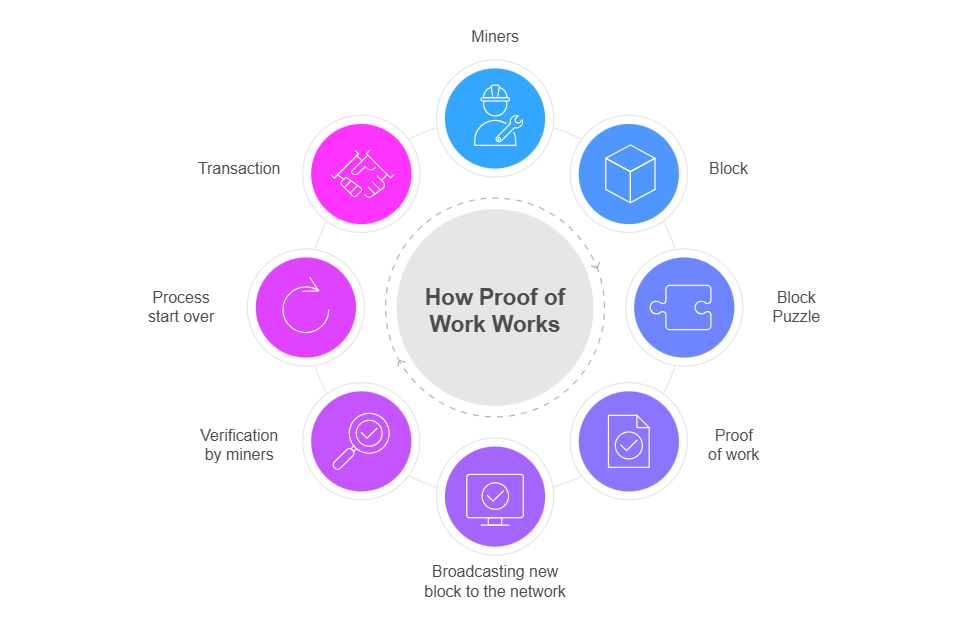 Miners
Transaction
Block
Process
start over
How Proof of
Work Works
Block
Puzzle
Verification
by miners
Proof
of work
Broadcasting new
block to the network